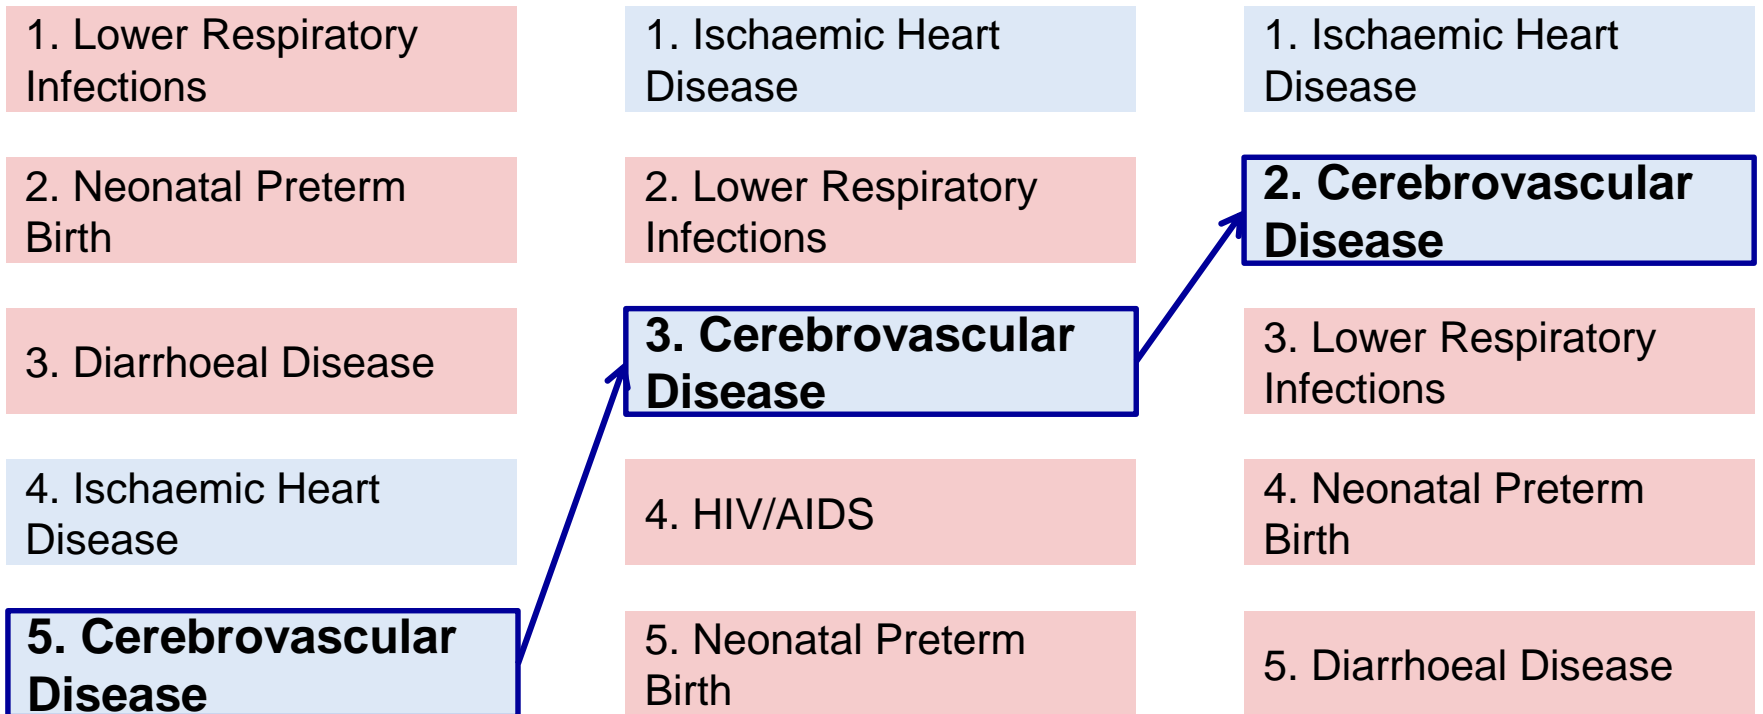 1. Lower Respiratory
Infections
2. Neonatal Preterm
Birth
3. Diarrhoeal Disease
4. Ischaemic Heart
Disease
5. Cerebrovascular
Disease
1. Ischaemic Heart
Disease
2. Lower Respiratory
Infections
3. Cerebrovascular
Disease
4. HIV/AIDS
5. Neonatal Preterm
Birth
1. Ischaemic Heart
Disease
2. Cerebrovascular
Disease
3. Lower Respiratory
Infections
4. Neonatal Preterm
Birth
5. Diarrhoeal Disease